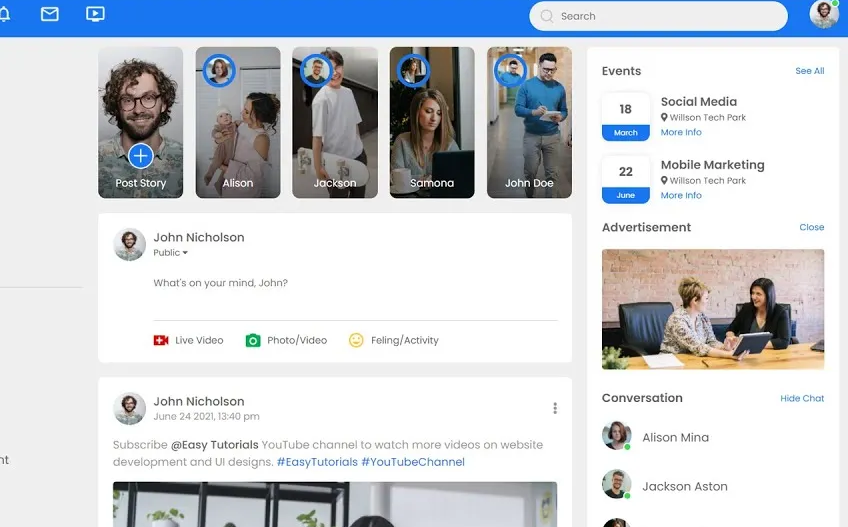 Search
Post Story
Alison
Jackson
Samona
John Doe
John Nicholson
Public
What's on your mind, John?
Live Video
Photo/Video
Feling/Activity
John Nicholson
June 24 2021, 13:40 pm
Subscribe @Easy Tutorials YouTube channel to watch more videos on website
development and UI designs. #EasyTutorials #YouTubeChannel
nt
Events
See All
18
March
Social Media
Willson Tech Park
More Info
22
June
Mobile Marketing
Willson Tech Park
More Info
Advertisement
Close
Conversation
Hide Chat
Alison Mina
Jackson Aston